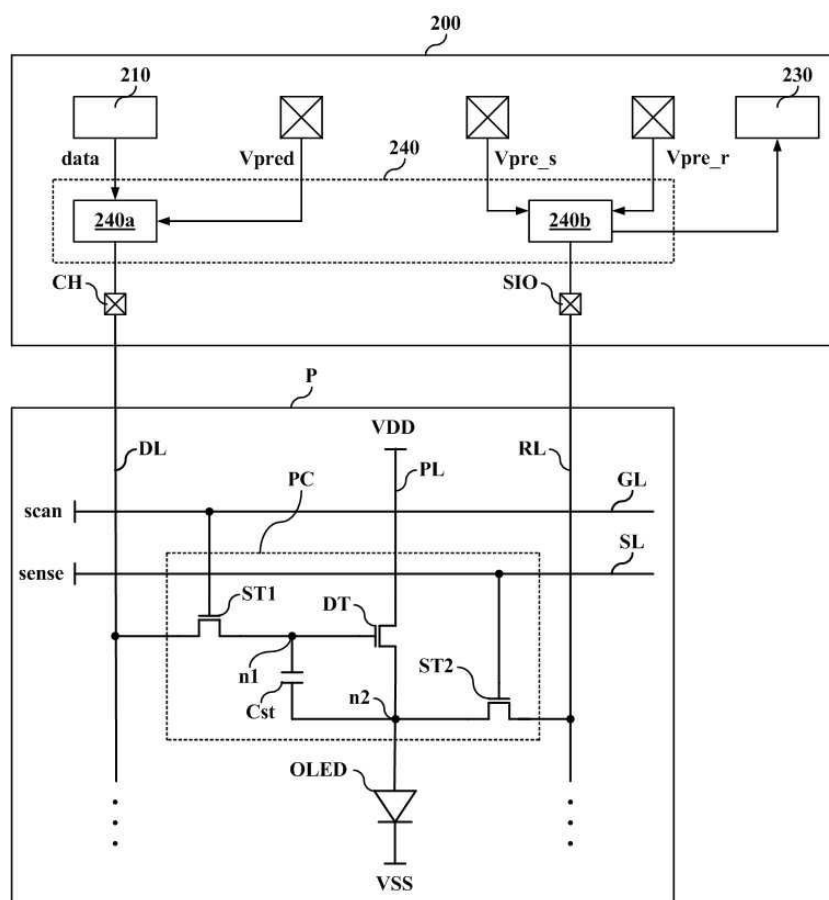 200
210
230
data
Vpred
240
Vpre_s
Vpre_r
240a
240b
CH
SIO
P
VDD
DL
PL
RL
PC
GL
scan
SL
sense
ST1
DT
ST2
n1
n2
Cst
OLED
VSS